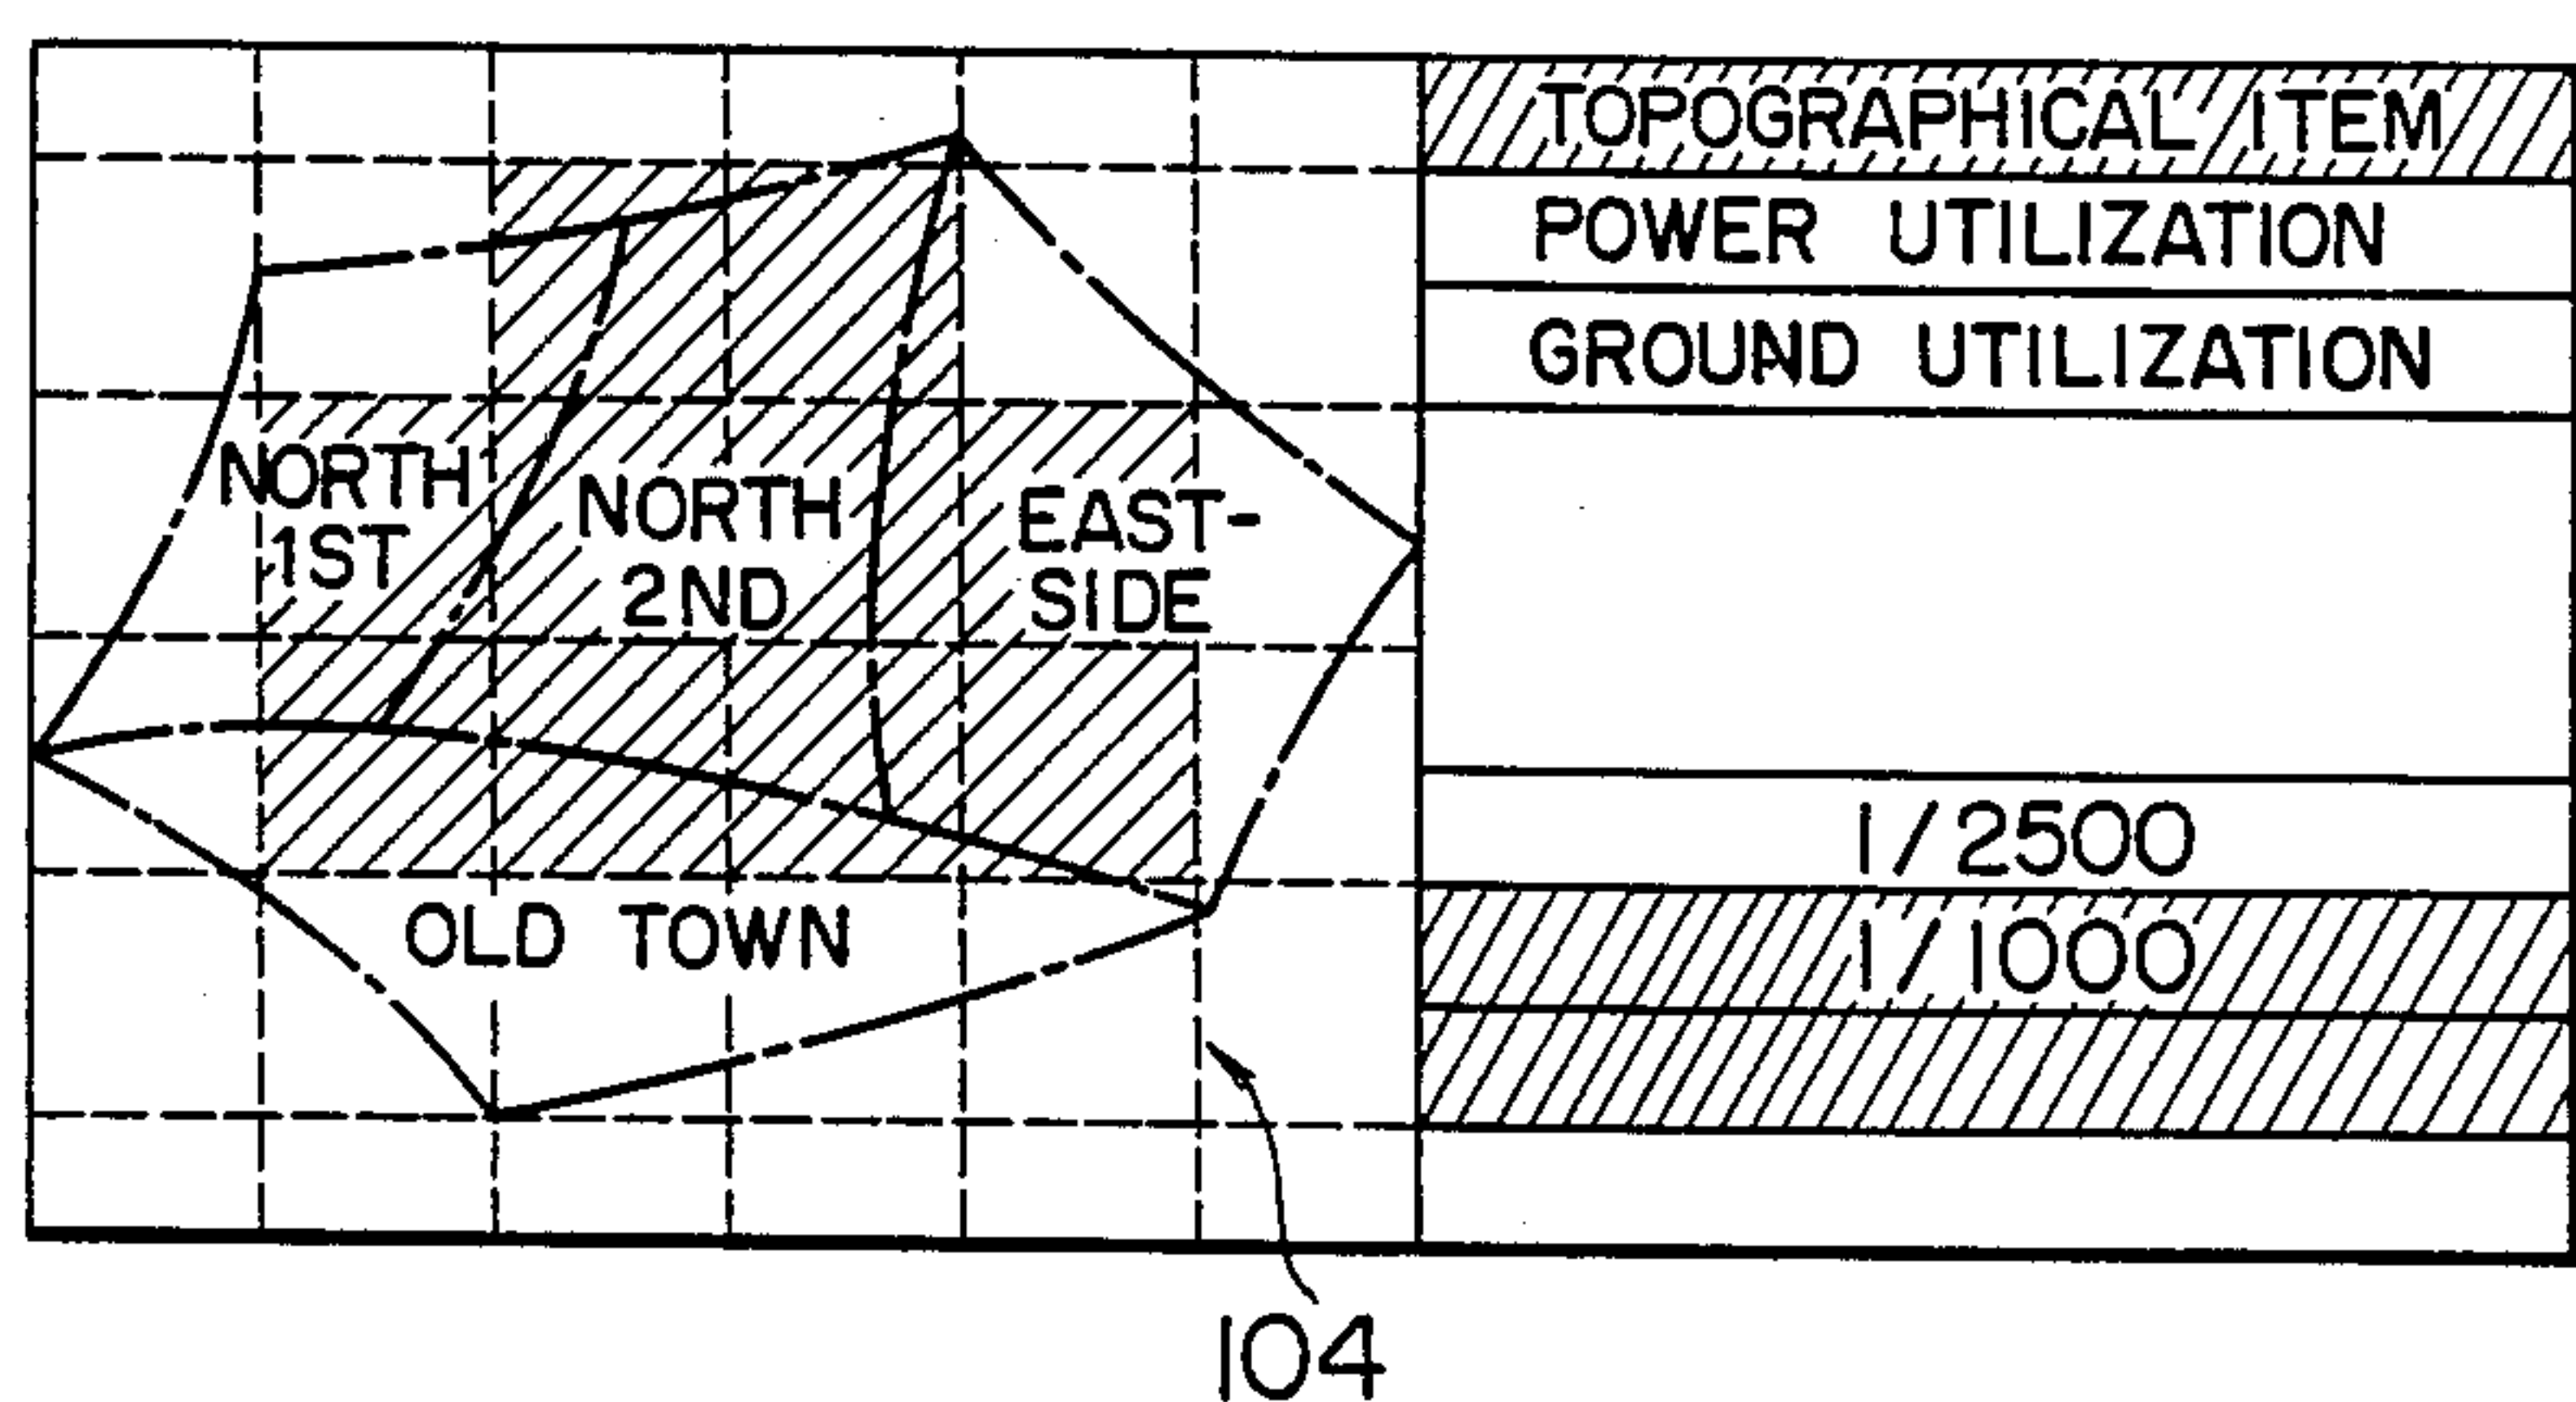 TOPOGRAPHICAL ITEM
POWER UTILIZATION
GROUND UTILIZATION
NORTH
1ST
NORTH
2ND
EAST-
SIDE
OLD TOWN
1/2500
1/1000
104